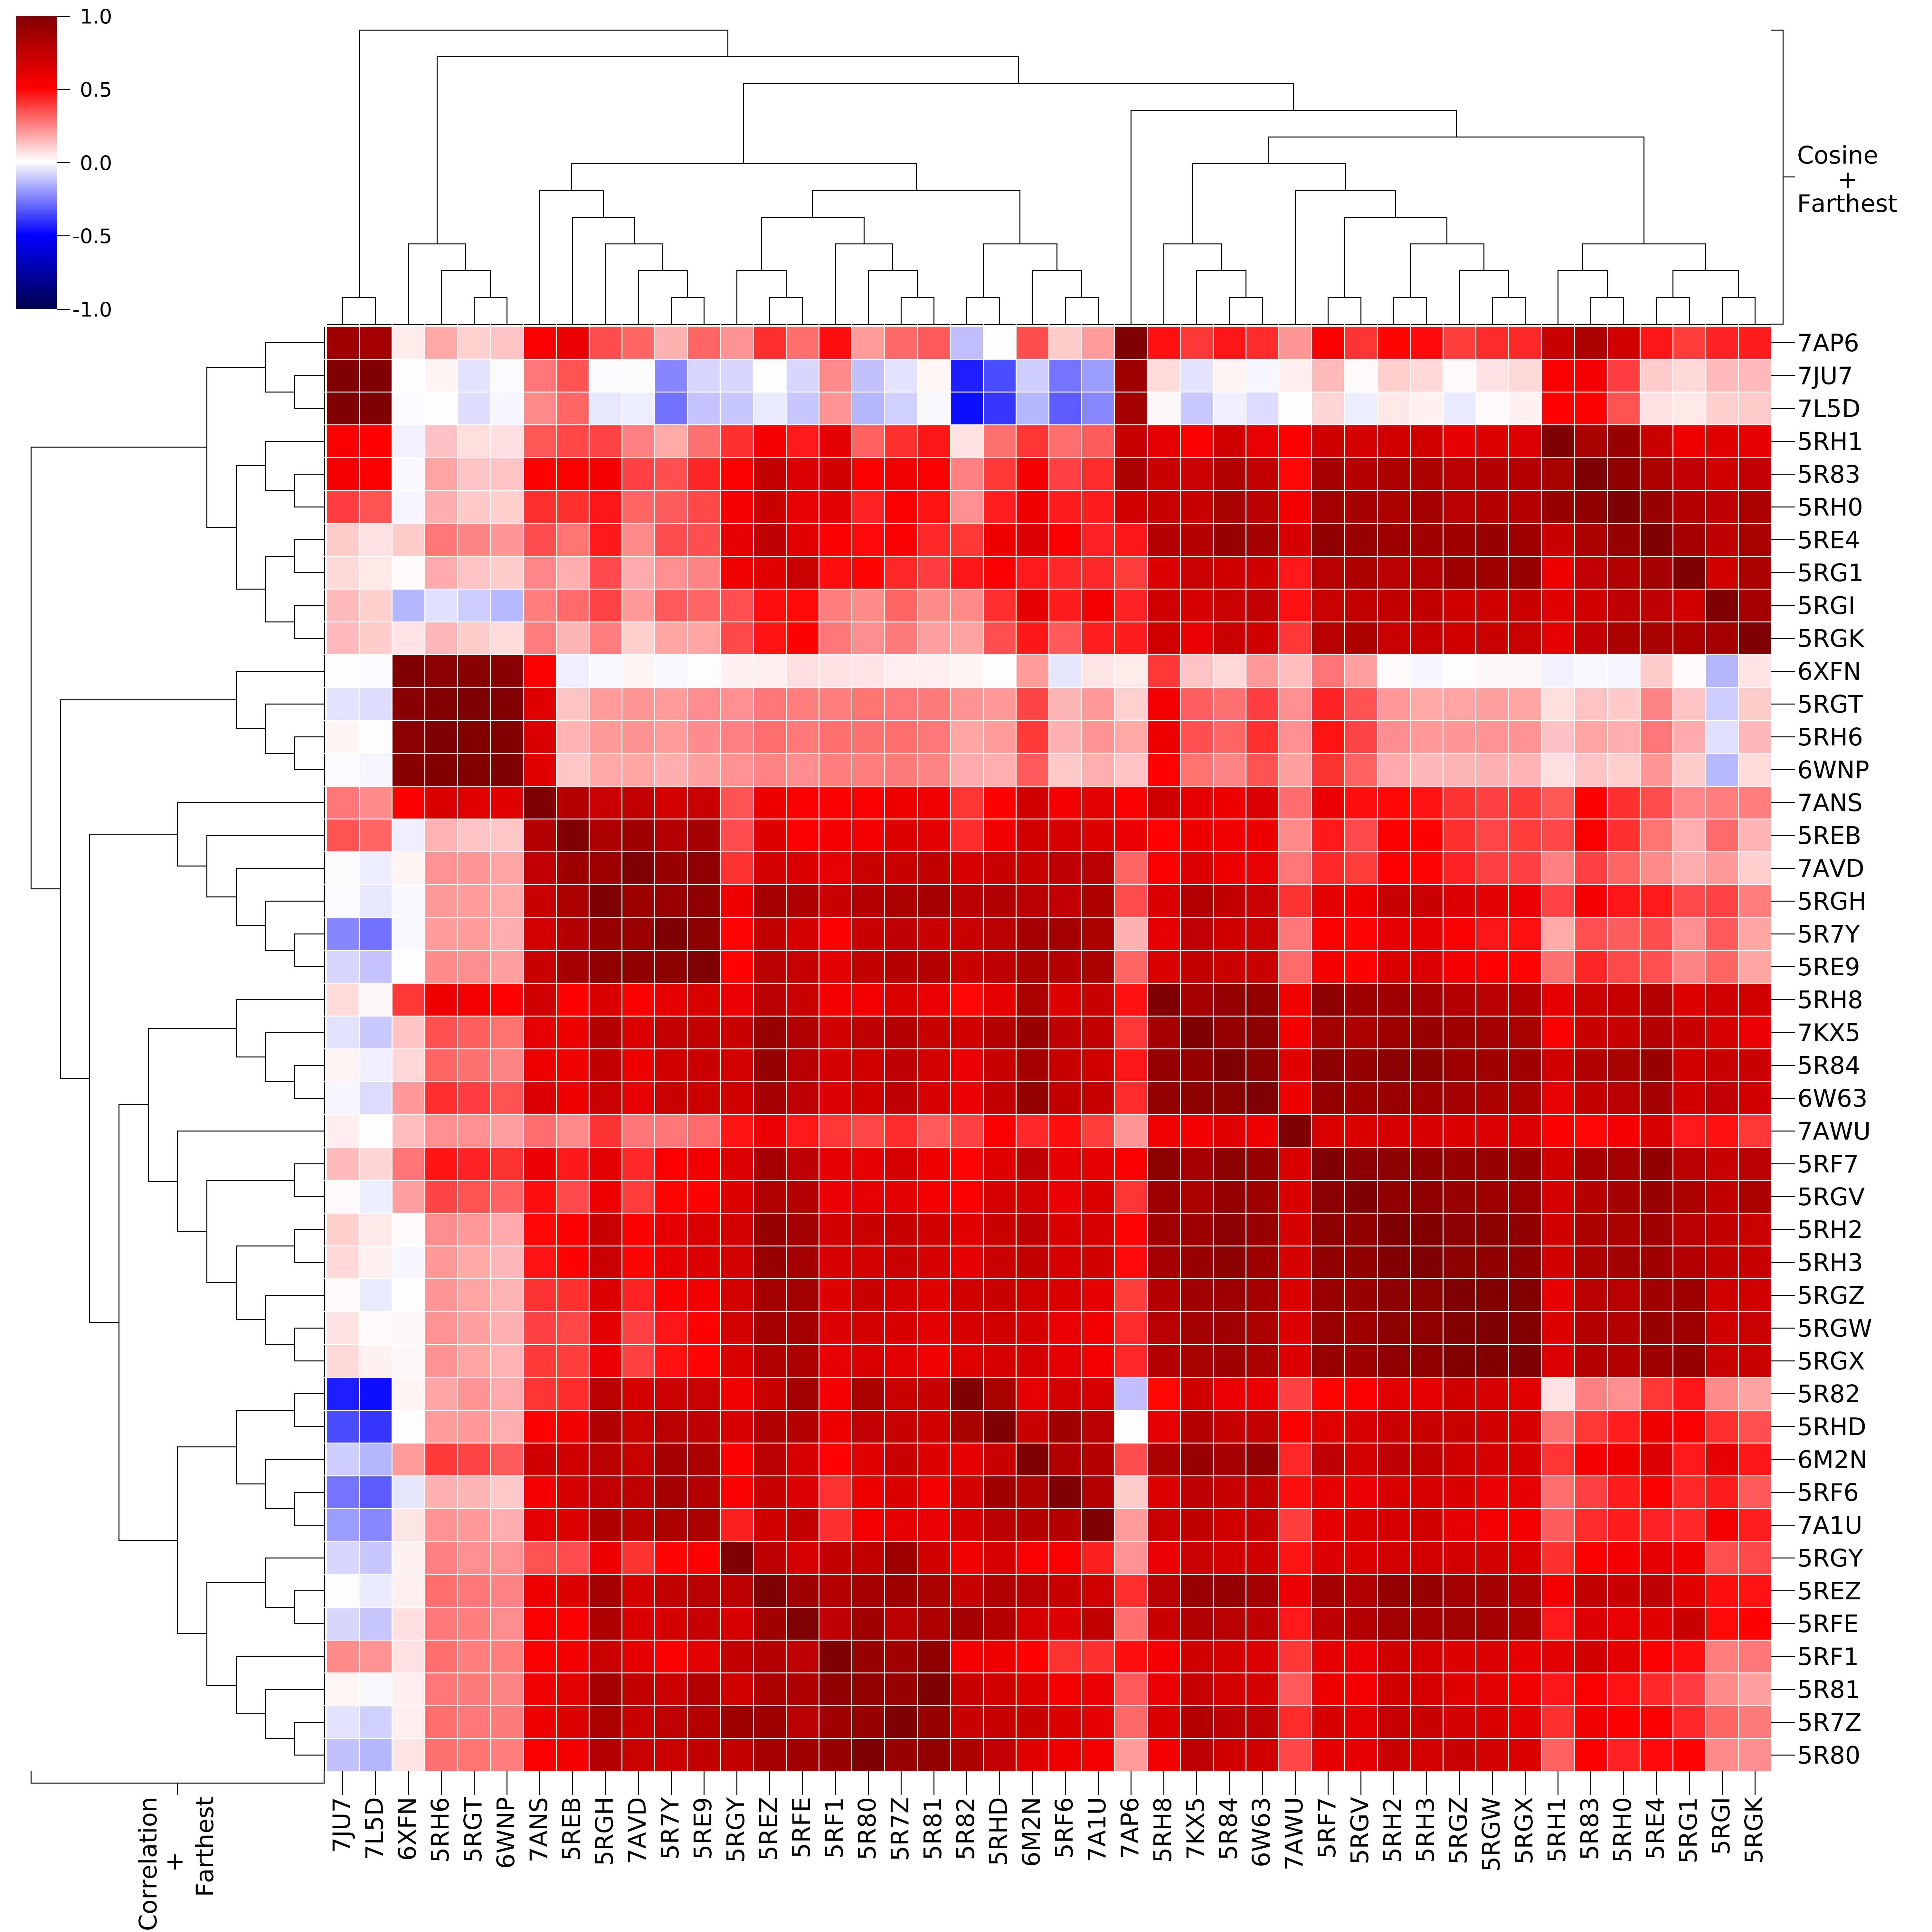 1.0
0.5
0.0
-0.5
-1.0
Cosine
+
Farthest
7AP6
7JU7
7L5D
5RH1
5R83
5RH0
5RE4
5RG1
5RGI
5RGK
6XFN
5RGT
5RH6
6WNP
7ANS
5REB
7AVD
5RGH
5R7Y
5RE9
5RH8
7KX5
5R84
6W63
7AWU
5RF7
5RGV
5RH2
5RH3
5RGZ
5RGW
5RGX
5R82
5RHD
6M2N
5RF6
7A1U
5RGY
5REZ
5RFE
5RF1
5R81
5R7Z
5R80
Correlation
+
Farthest
7JU7
7L5D
6XFN
5RH6
5RGT
6WNP
7ANS
5REB
5RGH
7AVD
5R7Y
5RE9
5RGY
5REZ
5RFE
5RF1
5R80
5R7Z
5R81
5R82
5RHD
6M2N
5RF6
7A1U
7AP6
5RH8
7KX5
5R84
6W63
7AWU
5RF7
5RGV
5RH2
5RH3
5RGZ
5RGW
5RGX
5RH1
5R83
5RH0
5RE4
5RG1
5RGI
5RGK